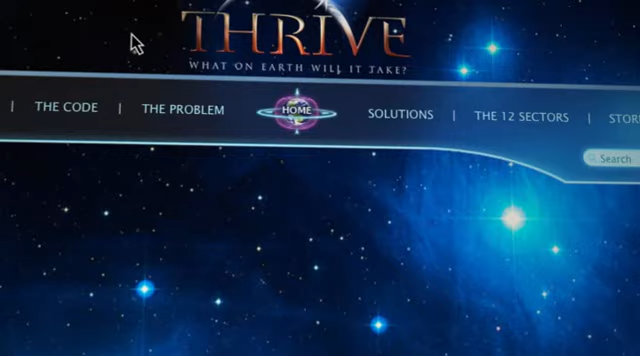 THRIVE
WHAT ON EARTH WILL IT TAKE?
| THE CODE | THE PROBLEM HOME SOLUTIONS | THE 12 SECTORS |
Search